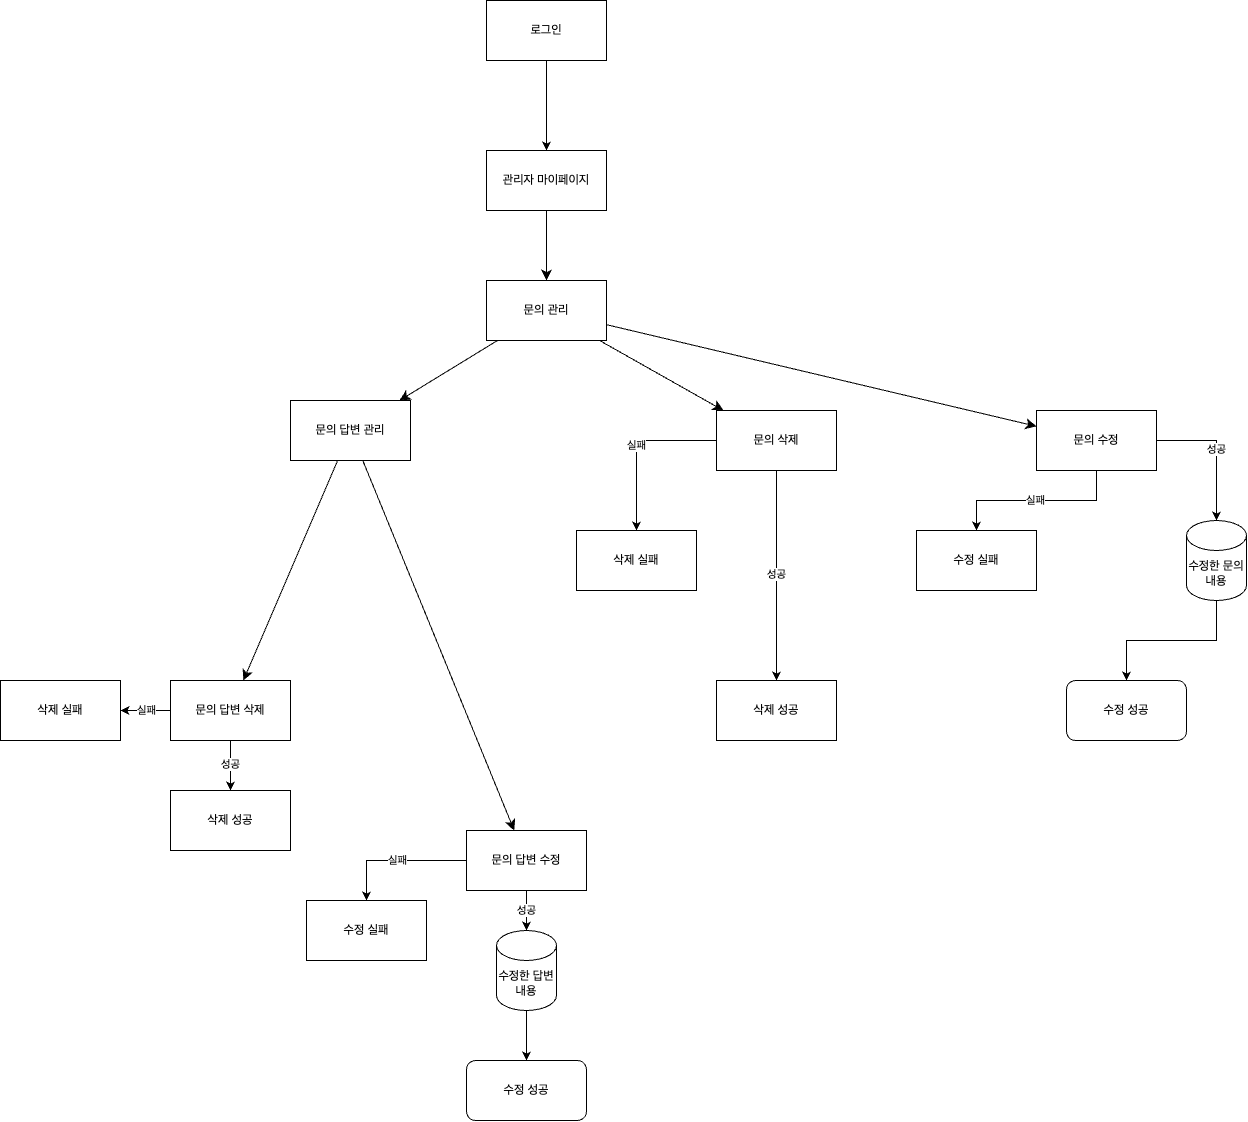 로그인
관리자 마이페이지
문의 관리
문의 답변 관리
문의 삭제
문의 수정
실패
성공
실패
삭제 실패
성공
수정 실패
수정한 문의
내용
삭제 실패
실패
문의 답변 삭제
삭제 성공
수정 성공
성공
삭제 성공
문의 답변 수정
실패
성공
수정 실패
수정한 답변
내용
수정 성공